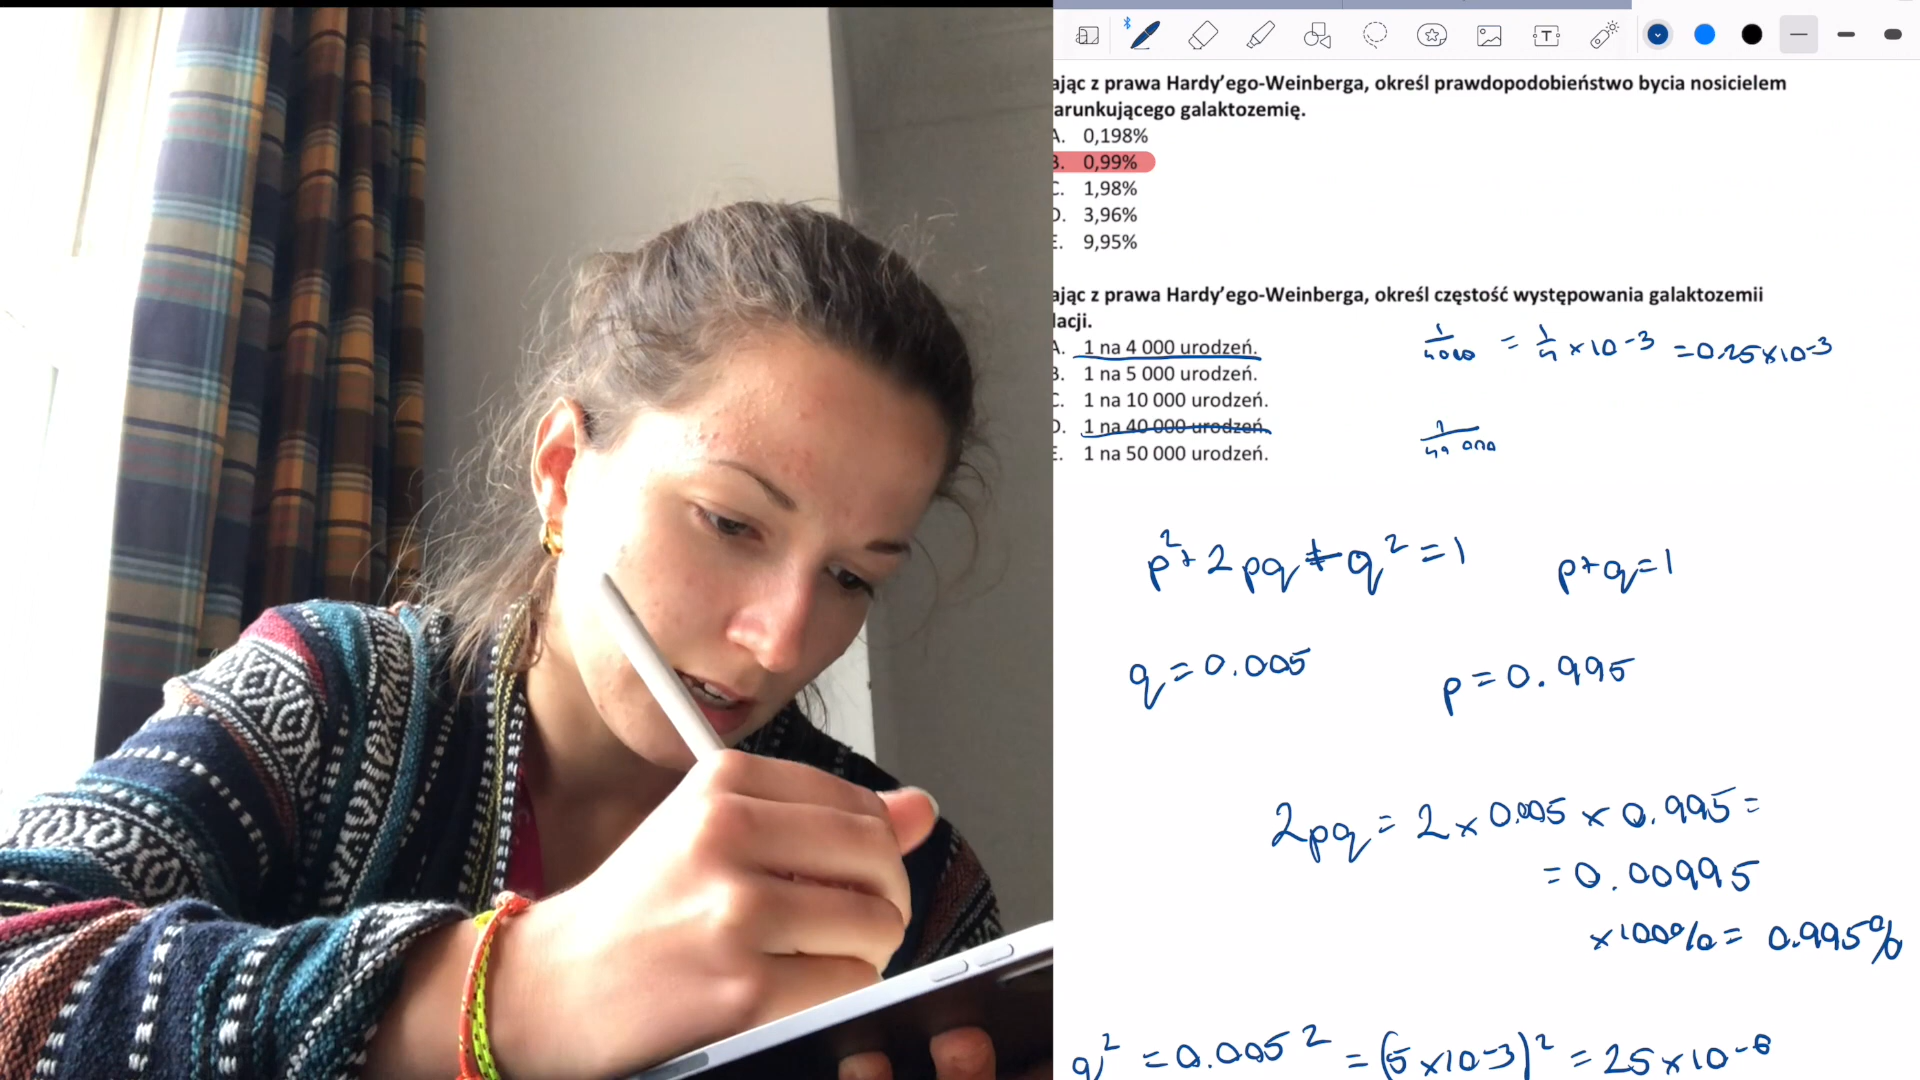 ając z prawa Hardy’ego-Weinberga, określ prawdopodobieństwo bycia nosicielem
arunkującego galaktozemię.
A. 0,198%
B. 0,99%
C. 1,98%
D. 3,96%
E. 9,95%
ając z prawa Hardy’ego-Weinberga, określ częstość występowania galaktozemii
lacji.
A. 1 na 4 000 urodzeń.
B. 1 na 5 000 urodzeń.
C. 1 na 10 000 urodzeń.
D. 1 na 40 000 urodzeń.
E. 1 na 50 000 urodzeń.
1/4000 = 1/4 × 10⁻³ = 0.25×10⁻³
1/40 000
p² + 2pq + q² = 1 p+q=1
q = 0.005 p = 0.995
2pq = 2 × 0.005 × 0.995 =
= 0.00995
×100% = 0.995%
q² = 0.005² = (5×10⁻³)² = 25×10⁻⁶
T